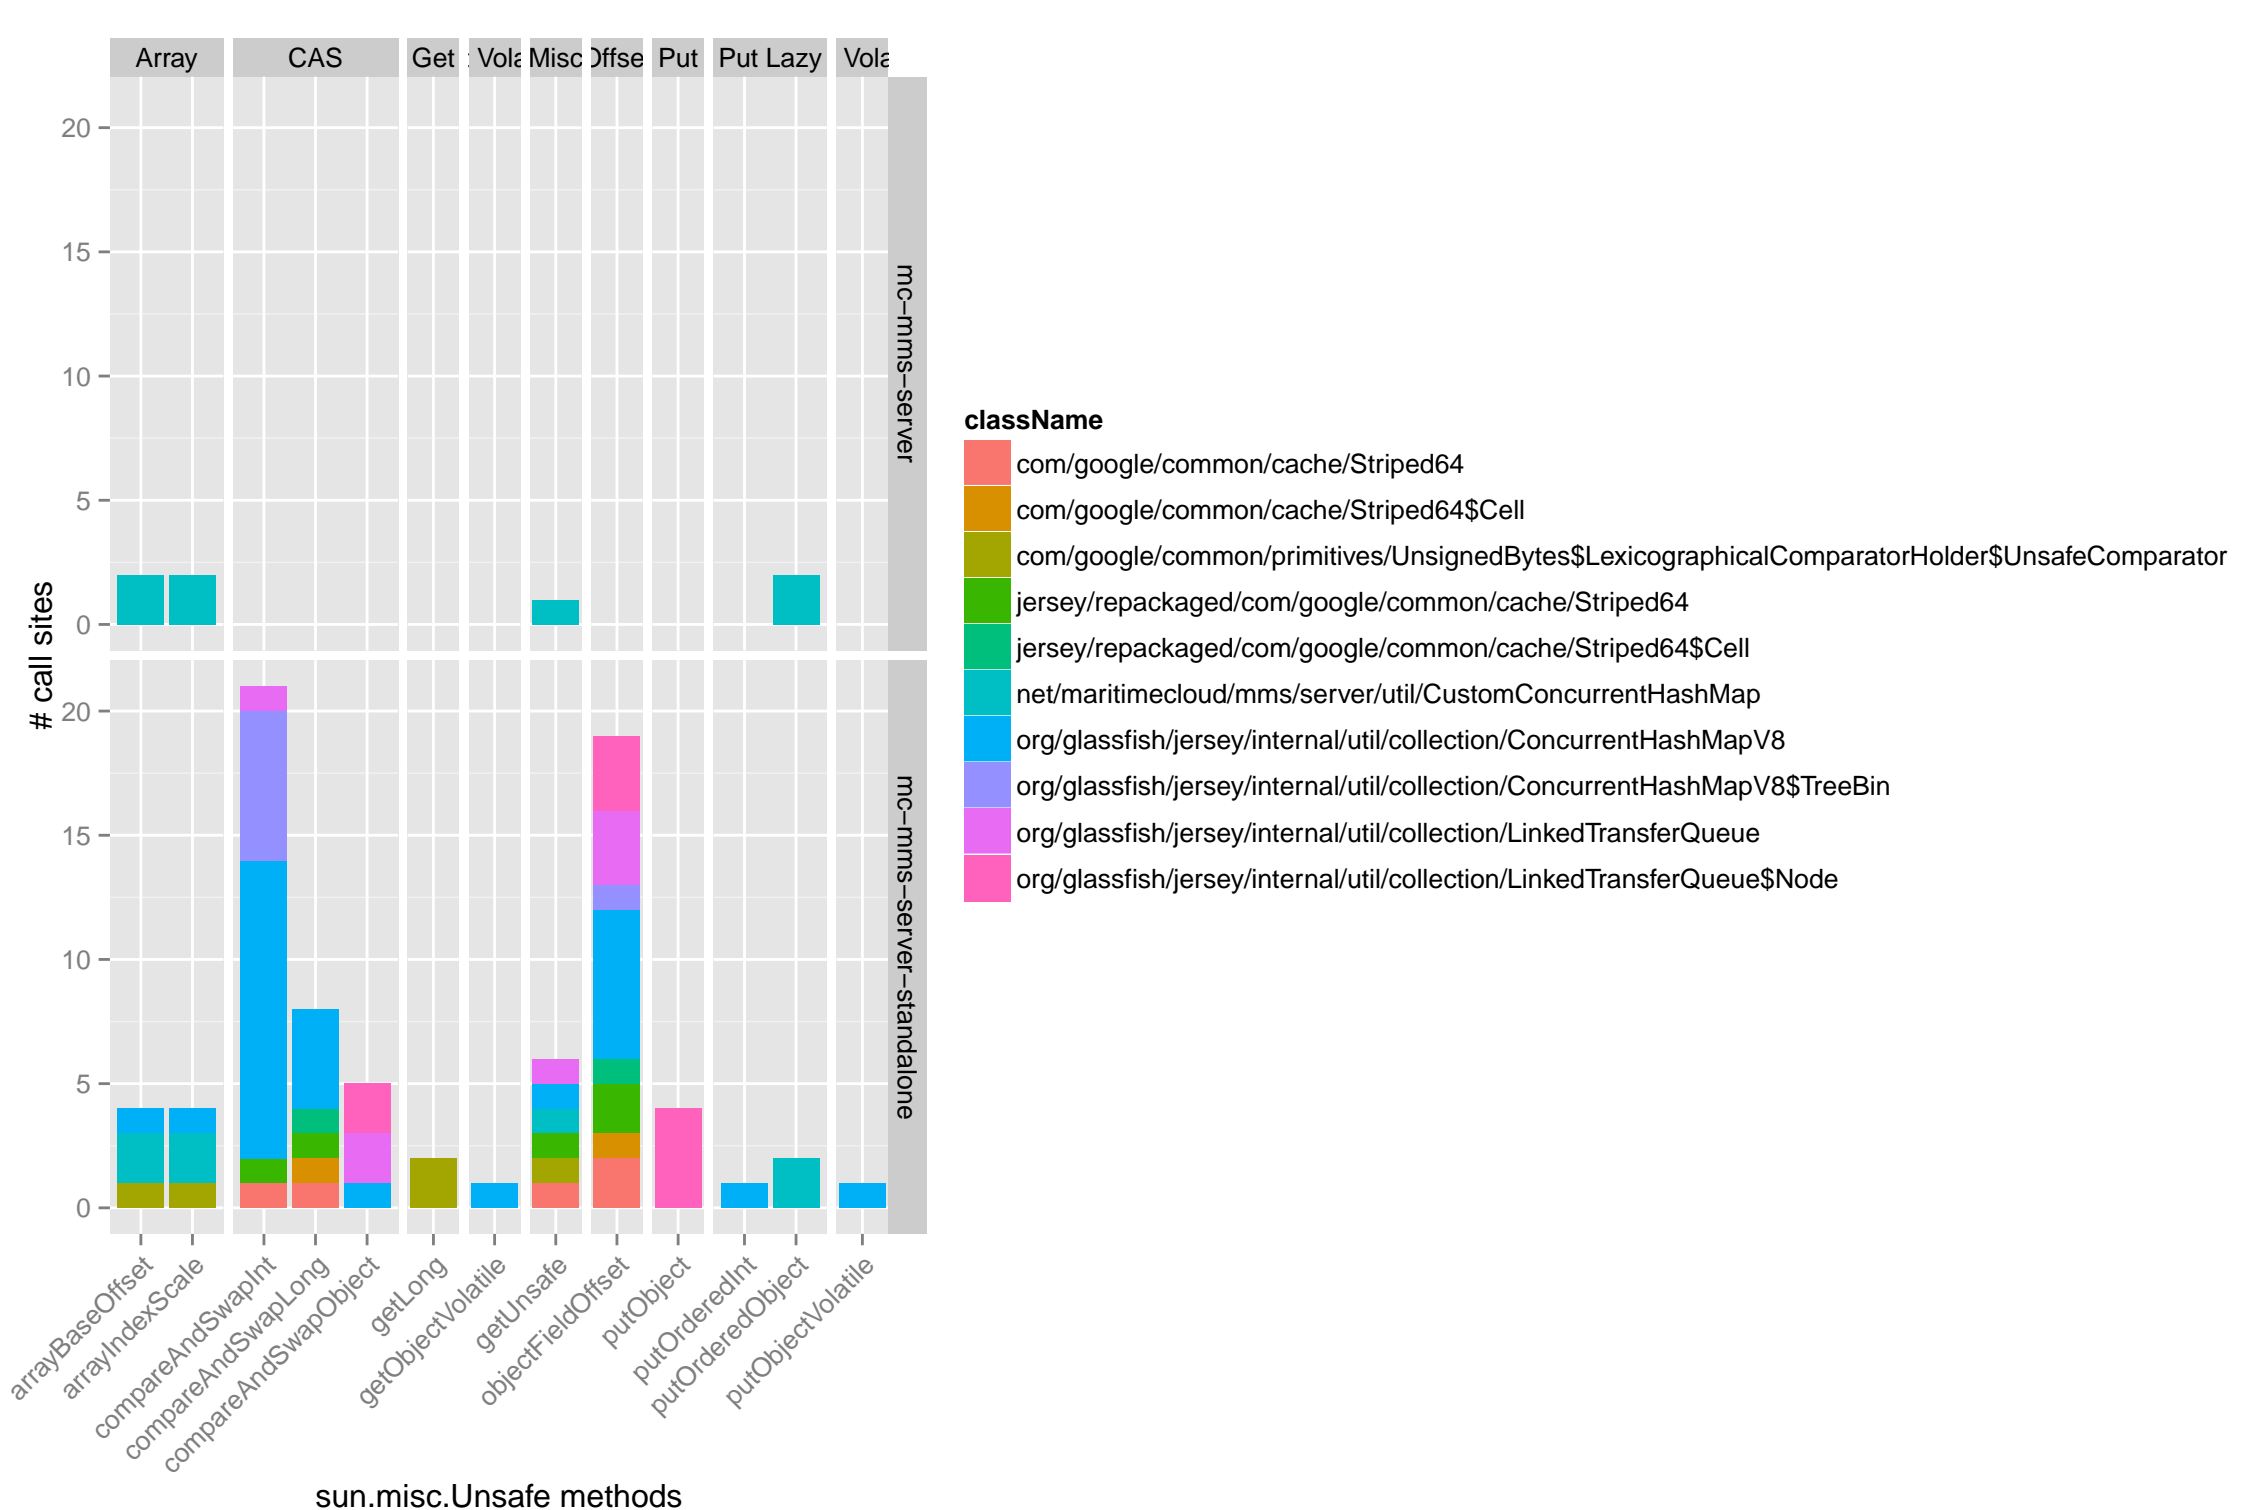 Array CAS Get : Vola Misc Offse Put Put Lazy Vola
20
15
10
5
0
mc−mms−server
# call sites
20
15
10
5
0
mc−mms−server−standalone
arrayBaseOffset
arrayIndexScale
compareAndSwapInt
compareAndSwapLong
compareAndSwapObject
getLong
getObjectVolatile
getUnsafe
objectFieldOffset
putObject
putOrderedInt
putOrderedObject
putObjectVolatile
sun.misc.Unsafe methods
className
com/google/common/cache/Striped64
com/google/common/cache/Striped64$Cell
com/google/common/primitives/UnsignedBytes$LexicographicalComparatorHolder$UnsafeComparator
jersey/repackaged/com/google/common/cache/Striped64
jersey/repackaged/com/google/common/cache/Striped64$Cell
net/maritimecloud/mms/server/util/CustomConcurrentHashMap
org/glassfish/jersey/internal/util/collection/ConcurrentHashMapV8
org/glassfish/jersey/internal/util/collection/ConcurrentHashMapV8$TreeBin
org/glassfish/jersey/internal/util/collection/LinkedTransferQueue
org/glassfish/jersey/internal/util/collection/LinkedTransferQueue$Node